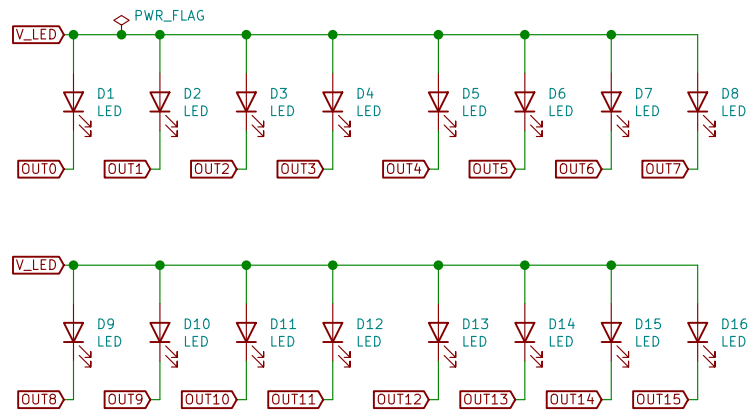 PWR_FLAG
V_LED
D1 D2 D3 D4 D5 D6 D7 D8
LED LED LED LED LED LED LED LED
OUT0 OUT1 OUT2 OUT3 OUT4 OUT5 OUT6 OUT7
V_LED
D9 D10 D11 D12 D13 D14 D15 D16
LED LED LED LED LED LED LED LED
OUT8 OUT9 OUT10 OUT11 OUT12 OUT13 OUT14 OUT15